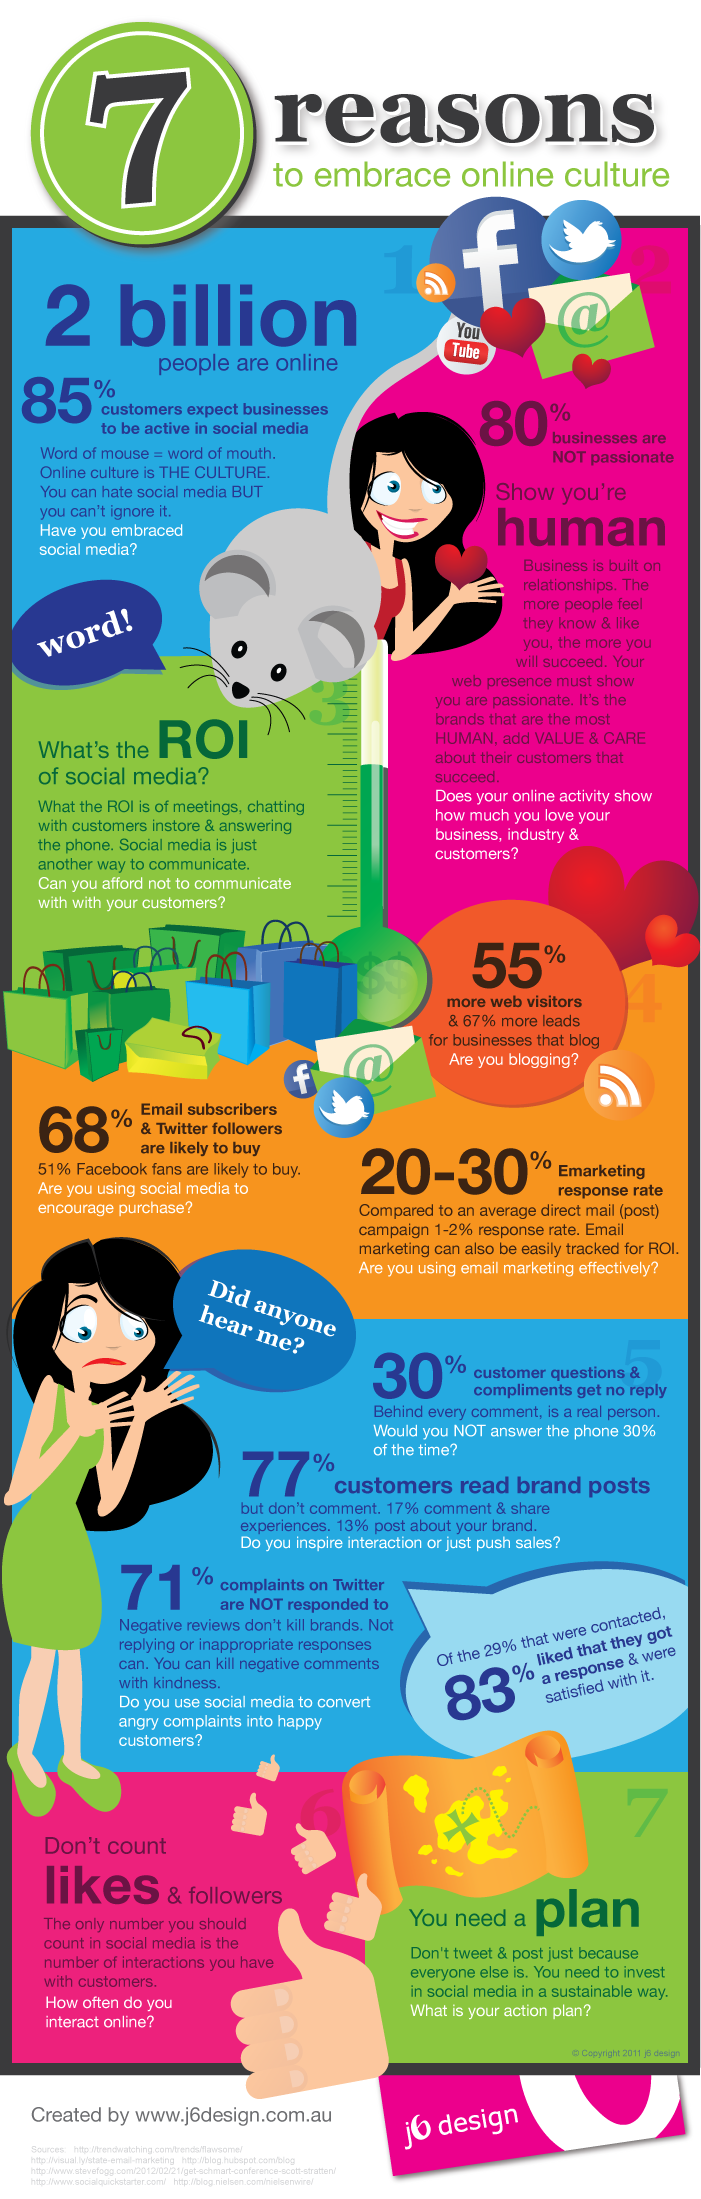 7
reasons
to embrace online culture
1
2
f
You
Tube
@
2 billion
people are online
85%
customers expect businesses
to be active in social media
Word of mouse = word of mouth.
Online culture is THE CULTURE.
You can hate social media BUT
you can't ignore it.
Have you embraced
social media?
word!
80%
businesses are
NOT passionate
Show you're
human
Business is built on
relationships. The
more people feel
they know & like
you, the more you
will succeed. Your
web presence must show
you are passionate. It's the
brands that are the most
HUMAN, add VALUE & CARE
about their customers that
succeed.
Does your online activity show
how much you love your
business, industry &
customers?
3
What's the ROI
of social media?
What the ROI is of meetings, chatting
with customers instore & answering
the phone. Social media is just
another way to communicate.
Can you afford not to communicate
with with your customers?
$$
55%
more web visitors
& 67% more leads
for businesses that blog
Are you blogging?
4
@
f
68%
Email subscribers
& Twitter followers
are likely to buy
51% Facebook fans are likely to buy.
Are you using social media to
encourage purchase?
20-30%
Emarketing
response rate
Compared to an average direct mail (post)
campaign 1-2% response rate. Email
marketing can also be easily tracked for ROI.
Are you using email marketing effectively?
Did anyone
hear me?
5
30%
customer questions &
compliments get no reply
Behind every comment, is a real person.
Would you NOT answer the phone 30%
of the time?
77%
customers read brand posts
but don't comment. 17% comment & share
experiences. 13% post about your brand.
Do you inspire interaction or just push sales?
71%
complaints on Twitter
are NOT responded to
Negative reviews don't kill brands. Not
replying or inappropriate responses
can. You can kill negative comments
with kindness.
Do you use social media to convert
angry complaints into happy
customers?
Of the 29% that were contacted,
83%
liked that they got
a response & were
satisfied with it.
6
Don't count
likes & followers
The only number you should
count in social media is the
number of interactions you have
with customers.
How often do you
interact online?
7
You need a plan
Don't tweet & post just because
everyone else is. You need to invest
in social media in a sustainable way.
What is your action plan?
© Copyright 2011 j6 design
Created by www.j6design.com.au
j6 design
Sources: http://trendwatching.com/trends/flawsome/
http://visual.ly/state-email-marketing http://blog.hubspot.com/blog
http://www.stevefogg.com/2012/02/21/get-schmart-conference-scott-stratten/
http://www.socialquickstarter.com/ http://blog.nielsen.com/nielsenwire/